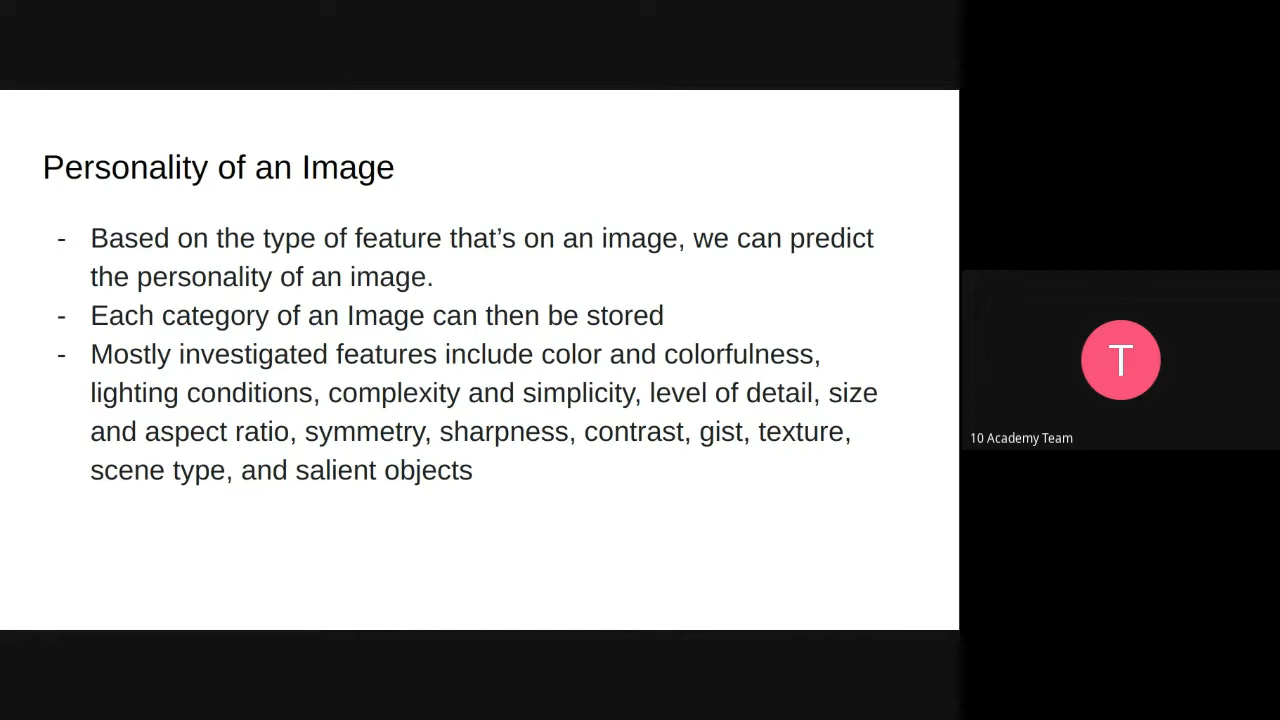 Personality of an Image
- Based on the type of feature that’s on an image, we can predict
the personality of an image.
- Each category of an Image can then be stored
- Mostly investigated features include color and colorfulness,
lighting conditions, complexity and simplicity, level of detail, size
and aspect ratio, symmetry, sharpness, contrast, gist, texture,
scene type, and salient objects
T
10 Academy Team